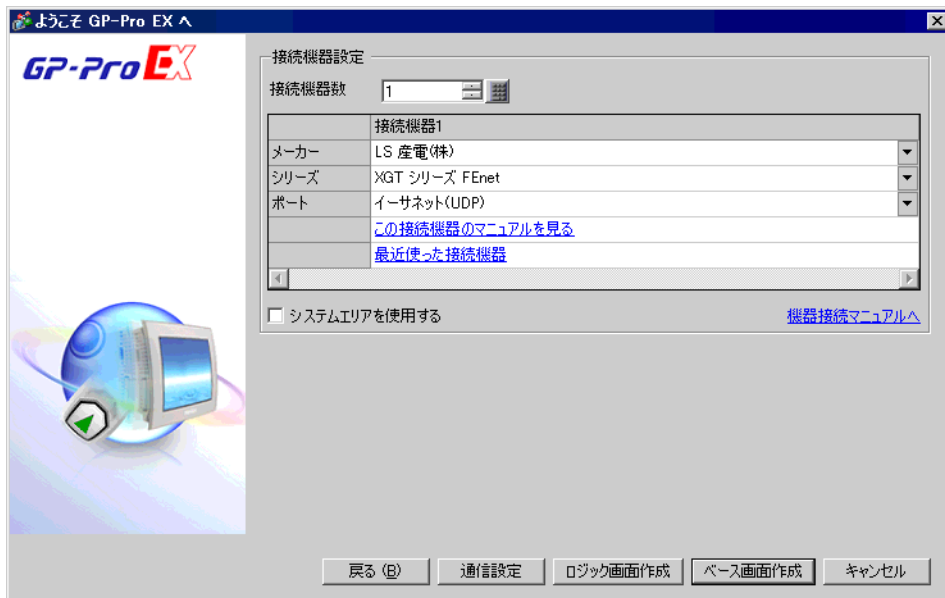 ようこそ GP-Pro EX へ
GP-Pro EX
接続機器設定
接続機器数 1
接続機器1
メーカー LS 産電(株)
シリーズ XGT シリーズ FEnet
ポート イーサネット(UDP)
この接続機器のマニュアルを見る
最近使った接続機器
システムエリアを使用する 機器接続マニュアルへ
戻る (B) 通信設定 ロジック画面作成 ベース画面作成 キャンセル